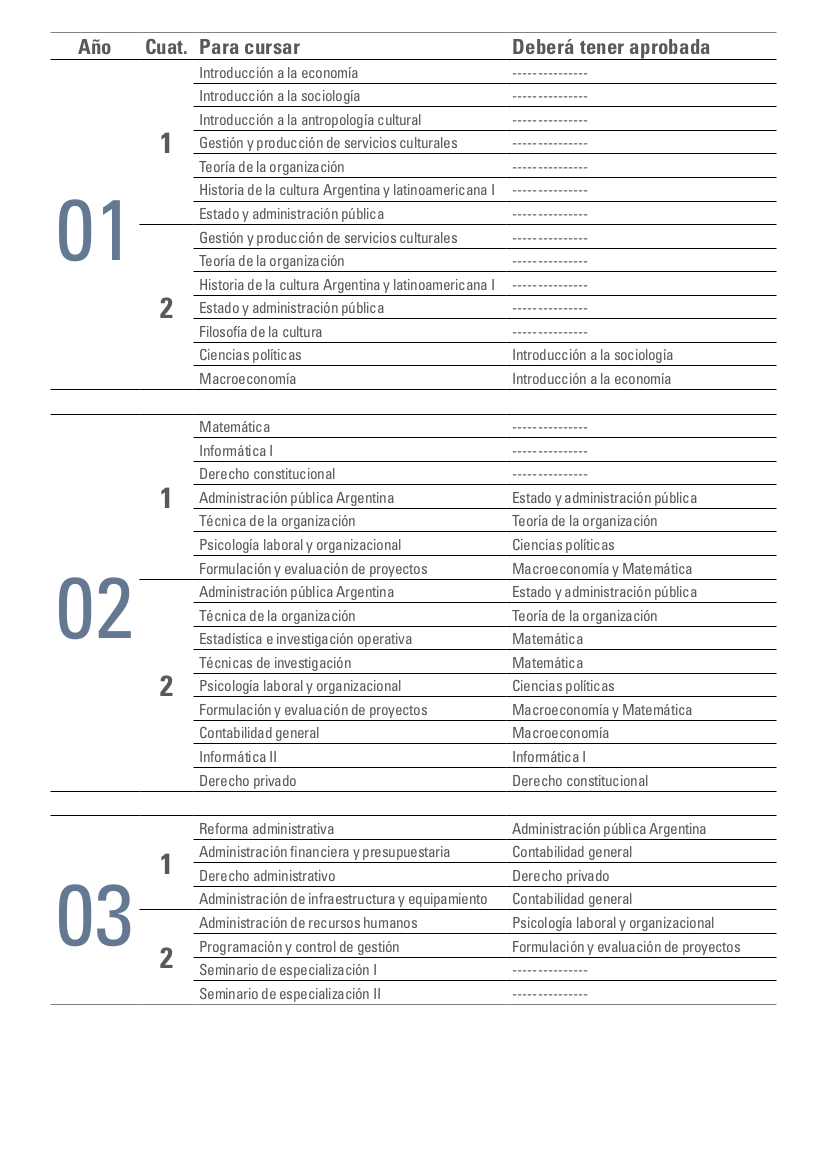 Año Cuat. Para cursar Deberá tener aprobada
01
1
Introducción a la economía ---------------
Introducción a la sociología ---------------
Introducción a la antropología cultural ---------------
Gestión y producción de servicios culturales ---------------
Teoría de la organización ---------------
Historia de la cultura Argentina y latinoamericana I ---------------
Estado y administración pública ---------------
2
Gestión y producción de servicios culturales ---------------
Teoría de la organización ---------------
Historia de la cultura Argentina y latinoamericana I ---------------
Estado y administración pública ---------------
Filosofía de la cultura ---------------
Ciencias políticas Introducción a la sociología
Macroeconomía Introducción a la economía
02
1
Matemática ---------------
Informática I ---------------
Derecho constitucional ---------------
Administración pública Argentina Estado y administración pública
Técnica de la organización Teoría de la organización
Psicología laboral y organizacional Ciencias políticas
Formulación y evaluación de proyectos Macroeconomía y Matemática
2
Administración pública Argentina Estado y administración pública
Técnica de la organización Teoría de la organización
Estadística e investigación operativa Matemática
Técnicas de investigación Matemática
Psicología laboral y organizacional Ciencias políticas
Formulación y evaluación de proyectos Macroeconomía y Matemática
Contabilidad general Macroeconomía
Informática II Informática I
Derecho privado Derecho constitucional
03
1
Reforma administrativa Administración pública Argentina
Administración financiera y presupuestaria Contabilidad general
Derecho administrativo Derecho privado
Administración de infraestructura y equipamiento Contabilidad general
2
Administración de recursos humanos Psicología laboral y organizacional
Programación y control de gestión Formulación y evaluación de proyectos
Seminario de especialización I ---------------
Seminario de especialización II ---------------